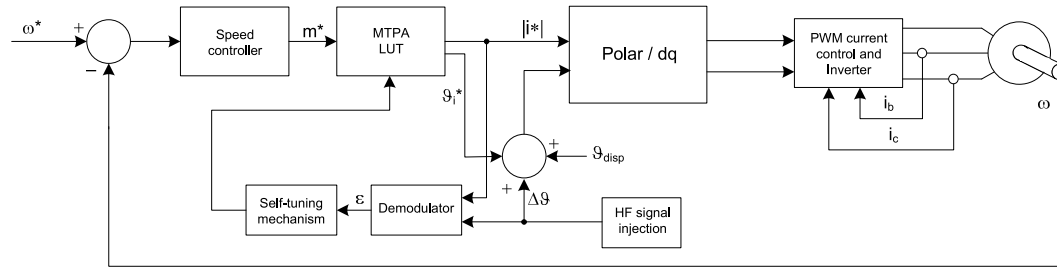 ω*
+
−
Speed
controller
m*
MTPA
LUT
|i*|
ϑi*
Polar / dq
PWM current
control and
Inverter
ib
ic
ω
+
ϑdisp
+
Δϑ
Self-tuning
mechanism
ε
Demodulator
HF signal
injection